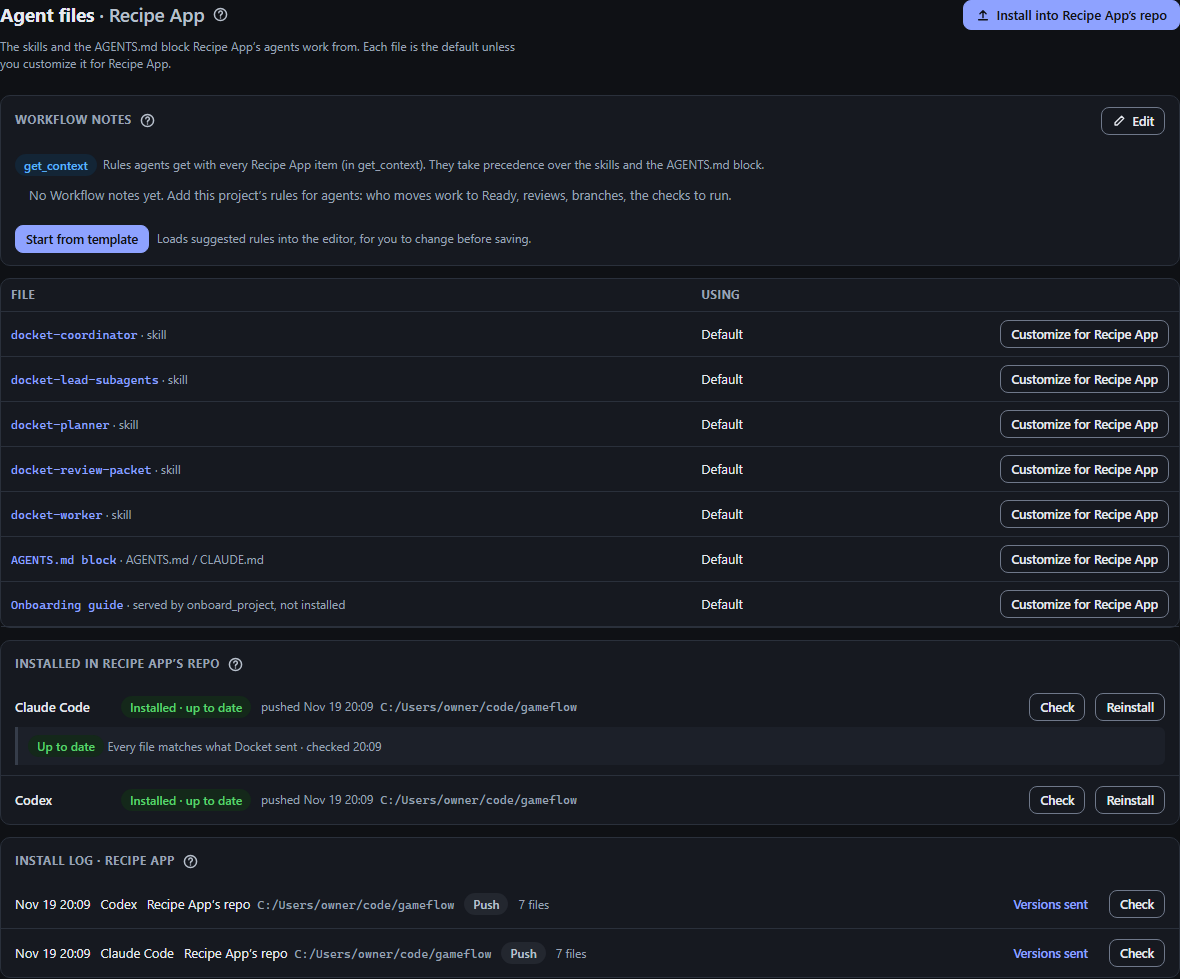 Agent files · Recipe App ?
Install into Recipe App's repo
The skills and the AGENTS.md block Recipe App's agents work from. Each file is the default unless
you customize it for Recipe App.
WORKFLOW NOTES ?
Edit
get_context Rules agents get with every Recipe App item (in get_context). They take precedence over the skills and the AGENTS.md block.
No Workflow notes yet. Add this project's rules for agents: who moves work to Ready, reviews, branches, the checks to run.
Start from template Loads suggested rules into the editor, for you to change before saving.
FILE USING
docket-coordinator · skill Default Customize for Recipe App
docket-lead-subagents · skill Default Customize for Recipe App
docket-planner · skill Default Customize for Recipe App
docket-review-packet · skill Default Customize for Recipe App
docket-worker · skill Default Customize for Recipe App
AGENTS.md block · AGENTS.md / CLAUDE.md Default Customize for Recipe App
Onboarding guide · served by onboard_project, not installed Default Customize for Recipe App
INSTALLED IN RECIPE APP'S REPO ?
Claude Code Installed · up to date pushed Nov 19 20:09 C:/Users/owner/code/gameflow Check Reinstall
Up to date Every file matches what Docket sent · checked 20:09
Codex Installed · up to date pushed Nov 19 20:09 C:/Users/owner/code/gameflow Check Reinstall
INSTALL LOG · RECIPE APP ?
Nov 19 20:09 Codex Recipe App's repo C:/Users/owner/code/gameflow Push 7 files Versions sent Check
Nov 19 20:09 Claude Code Recipe App's repo C:/Users/owner/code/gameflow Push 7 files Versions sent Check